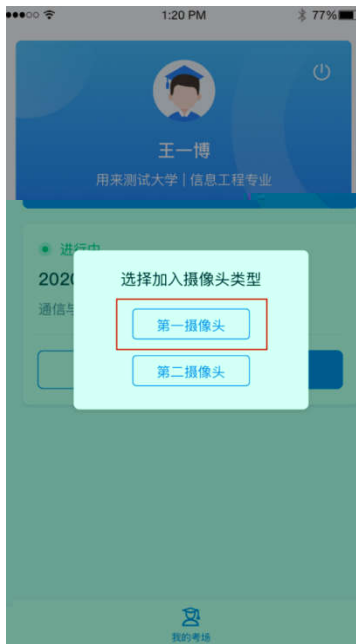 1:20 PM
77%
王一博
用来测试大学 | 信息工程专业
进行中
2020
通信与
选择加入摄像头类型
第一摄像头
第二摄像头
我的考场